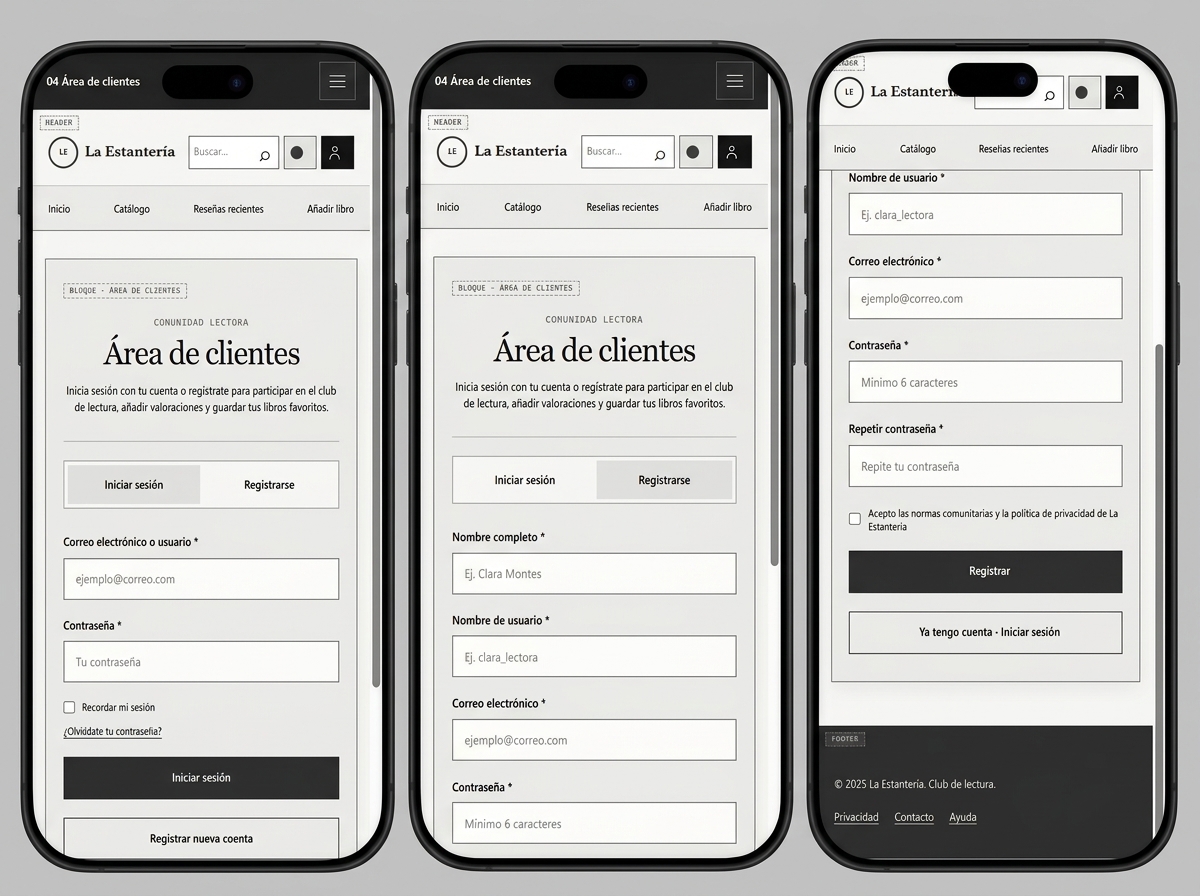 04 Área de clientes
HEADER
LE
La Estantería
Buscar...
Inicio
Catálogo
Reseñas recientes
Añadir libro
BLOQUE - ÁREA DE CLZERTES
COMUNIDAD LECTORA
Área de clientes
Inicia sesión con tu cuenta o registrate para participar en el club
de lectura, añadir valoraciones y guardar tus libros favoritos.
Iniciar sesión
Registrarse
Correo electrónico o usuario *
ejemplo@correo.com
Contraseña *
Tu contraseña
Recordar mi sesión
¿Olvidate tu contraseña?
Iniciar sesión
Registrar nueva cuenta
04 Área de clientes
NEADER
LE
La Estantería
Buscar...
Inicio
Catálogo
Reseñas recientes
Añadir libro
BLOQUE - ÁR6A DE CLIENTES
COMUNIDAD LECTORA
Área de clientes
Inicia sesión con tu cuenta o regístrate para participar en el club
de lectura, añadir valoraciones y guardar tus libros favoritos.
Iniciar sesión
Registrarse
Nombre completo *
Ej. Clara Montes
Nombre de usuario *
Ej. clara_lectora
Correo electrónico *
ejemplo@correo.com
Contraseña *
Mínimo 6 caracteres
LE
La Estantería
Inicio
Catálogo
Reseñas recientes
Añadir libro
Nombre de usuario *
Ej. clara_lectora
Correo electrónico *
ejemplo@correo.com
Contraseña *
Minimo 6 caracteres
Repetir contraseña *
Repite tu contraseña
Acepto las normas comunitarias y la política de privacidad de La
Estantería
Registrar
Ya tengo cuenta - Iniciar sesión
FOOTES
© 2025 La Estantería. Club de lectura.
Privacidad
Contacto
Ayuda